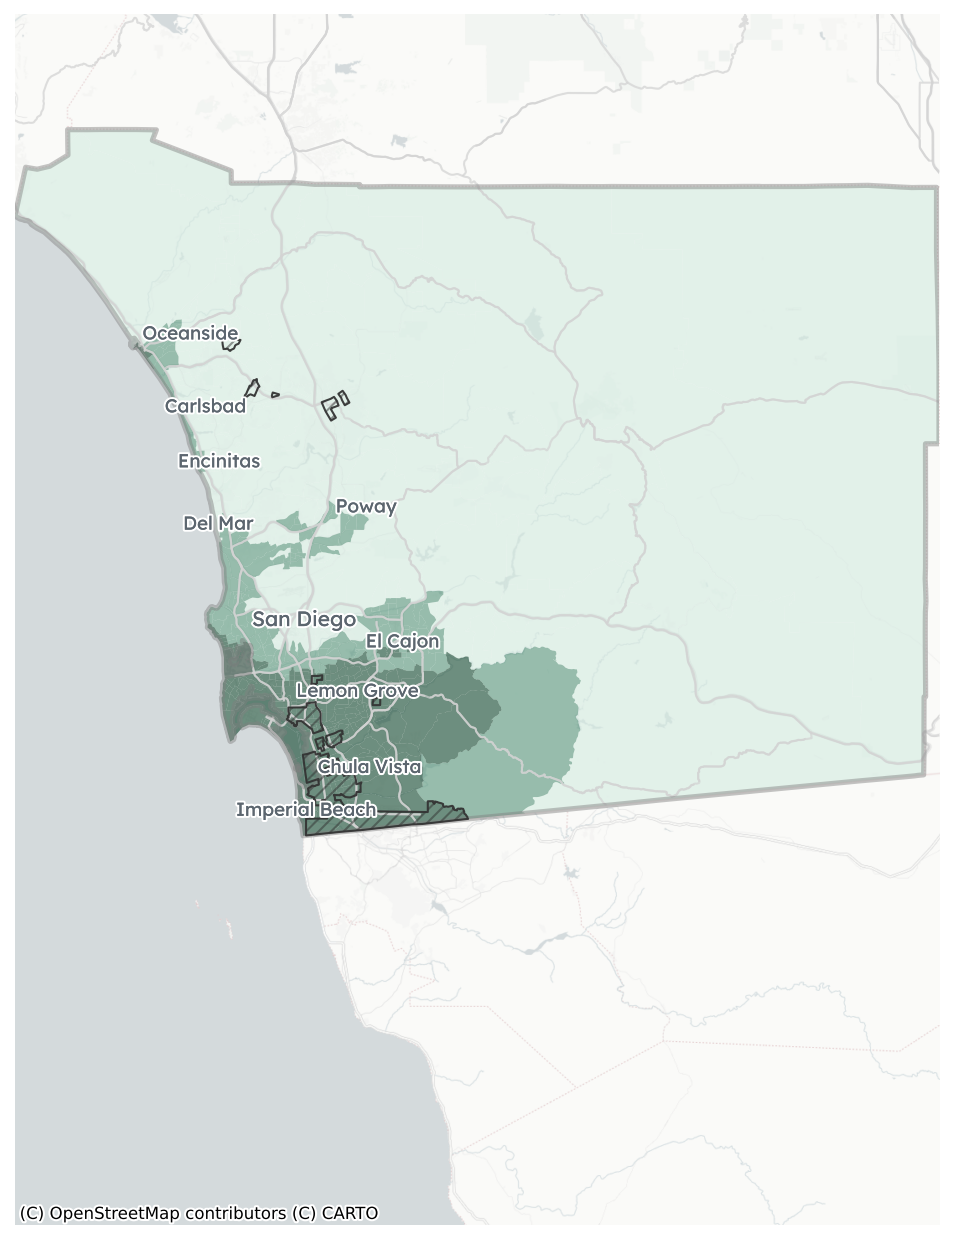 Oceanside
Carlsbad
Encinitas
Poway
Del Mar
San Diego
El Cajon
Lemon Grove
Chula Vista
Imperial Beach
(C) OpenStreetMap contributors (C) CARTO